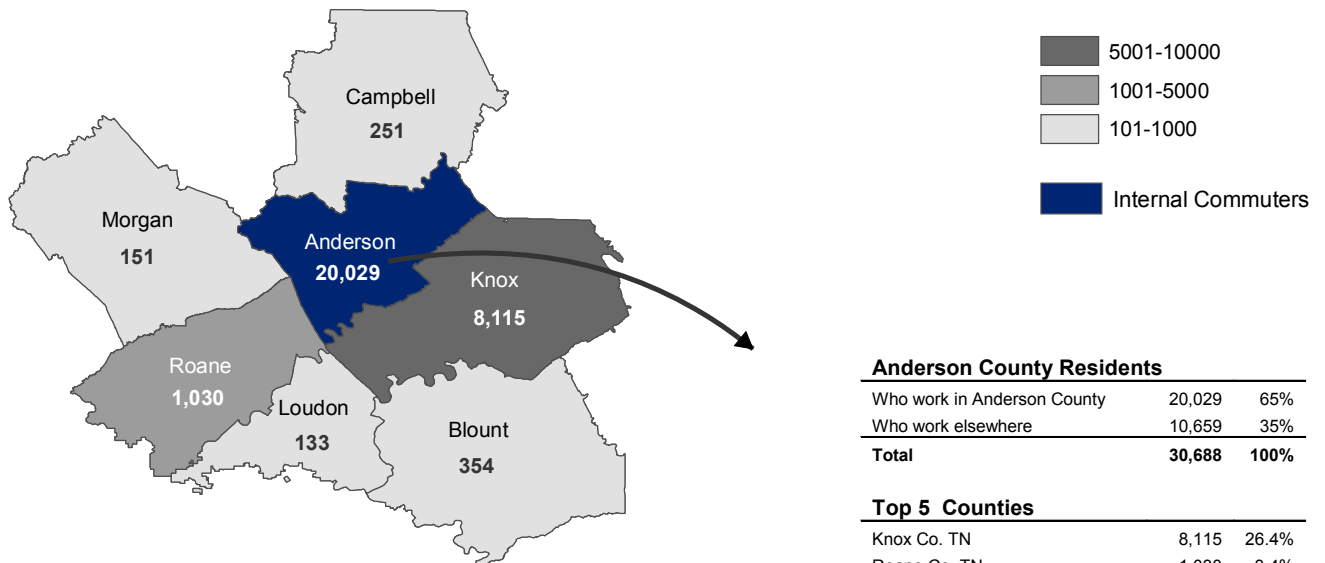 5001-10000
1001-5000
101-1000
Internal Commuters
Campbell
251
Morgan
151
Anderson
20,029
Knox
8,115
Roane
1,030
Loudon
133
Blount
354
Anderson County Residents
Who work in Anderson County 20,029 65%
Who work elsewhere 10,659 35%
Total 30,688 100%
Top 5 Counties
Knox Co. TN 8,115 26.4%